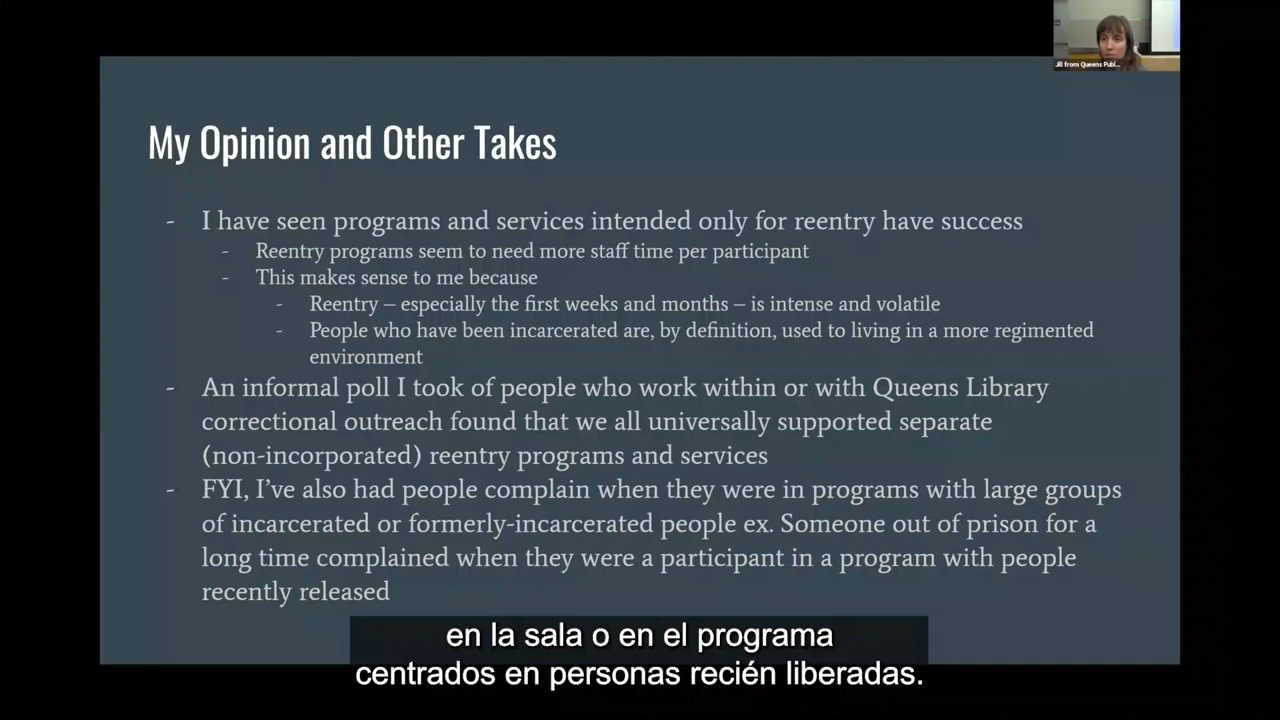 Jill from Queens Publ...
My Opinion and Other Takes
- I have seen programs and services intended only for reentry have success
- Reentry programs seem to need more staff time per participant
- This makes sense to me because
- Reentry – especially the first weeks and months – is intense and volatile
- People who have been incarcerated are, by definition, used to living in a more regimented
environment
- An informal poll I took of people who work within or with Queens Library
correctional outreach found that we all universally supported separate
(non-incorporated) reentry programs and services
- FYI, I’ve also had people complain when they were in programs with large groups
of incarcerated or formerly-incarcerated people ex. Someone out of prison for a
long time complained when they were a participant in a program with people
recently released
en la sala o en el programa
centrados en personas recién liberadas.